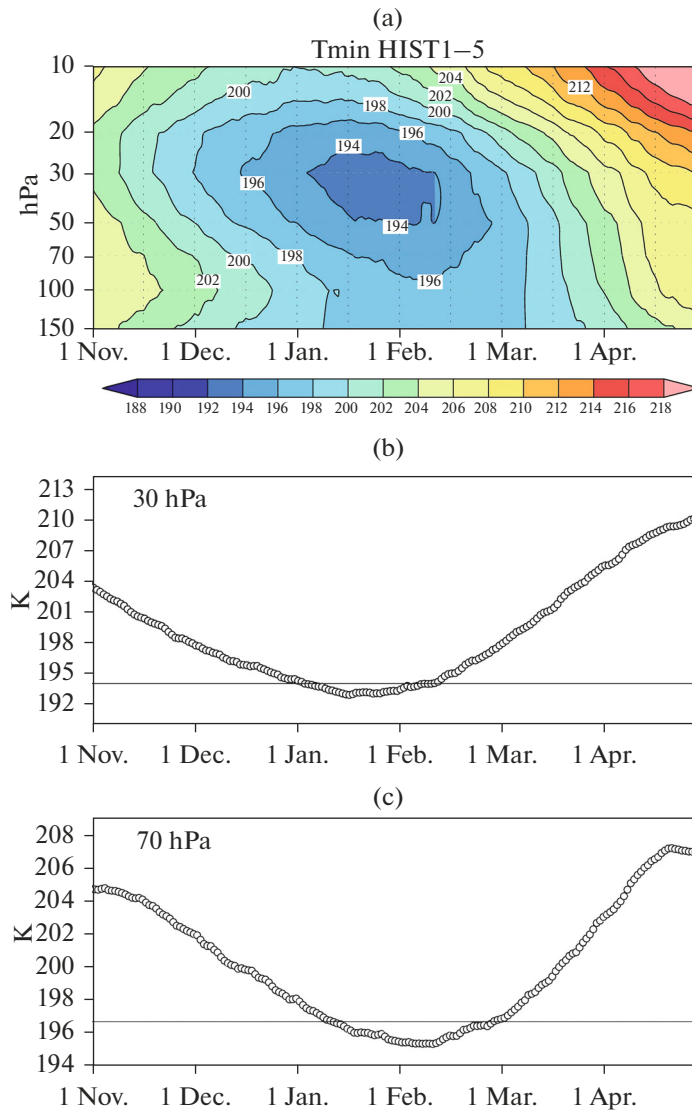 (a)
Tmin HIST1–5
10
20
30
50
70
100
150
hPa
200
204
202
200
198
196
194
196
194
212
202
200
198
196
1 Nov. 1 Dec. 1 Jan. 1 Feb. 1 Mar. 1 Apr.
188 190 192 194 196 198 200 202 204 206 208 210 212 214 216 218
(b)
30 hPa
213
210
207
204
201
198
195
192
K
1 Nov. 1 Dec. 1 Jan. 1 Feb. 1 Mar. 1 Apr.
(c)
70 hPa
208
206
204
202
200
198
196
194
K
1 Nov. 1 Dec. 1 Jan. 1 Feb. 1 Mar. 1 Apr.